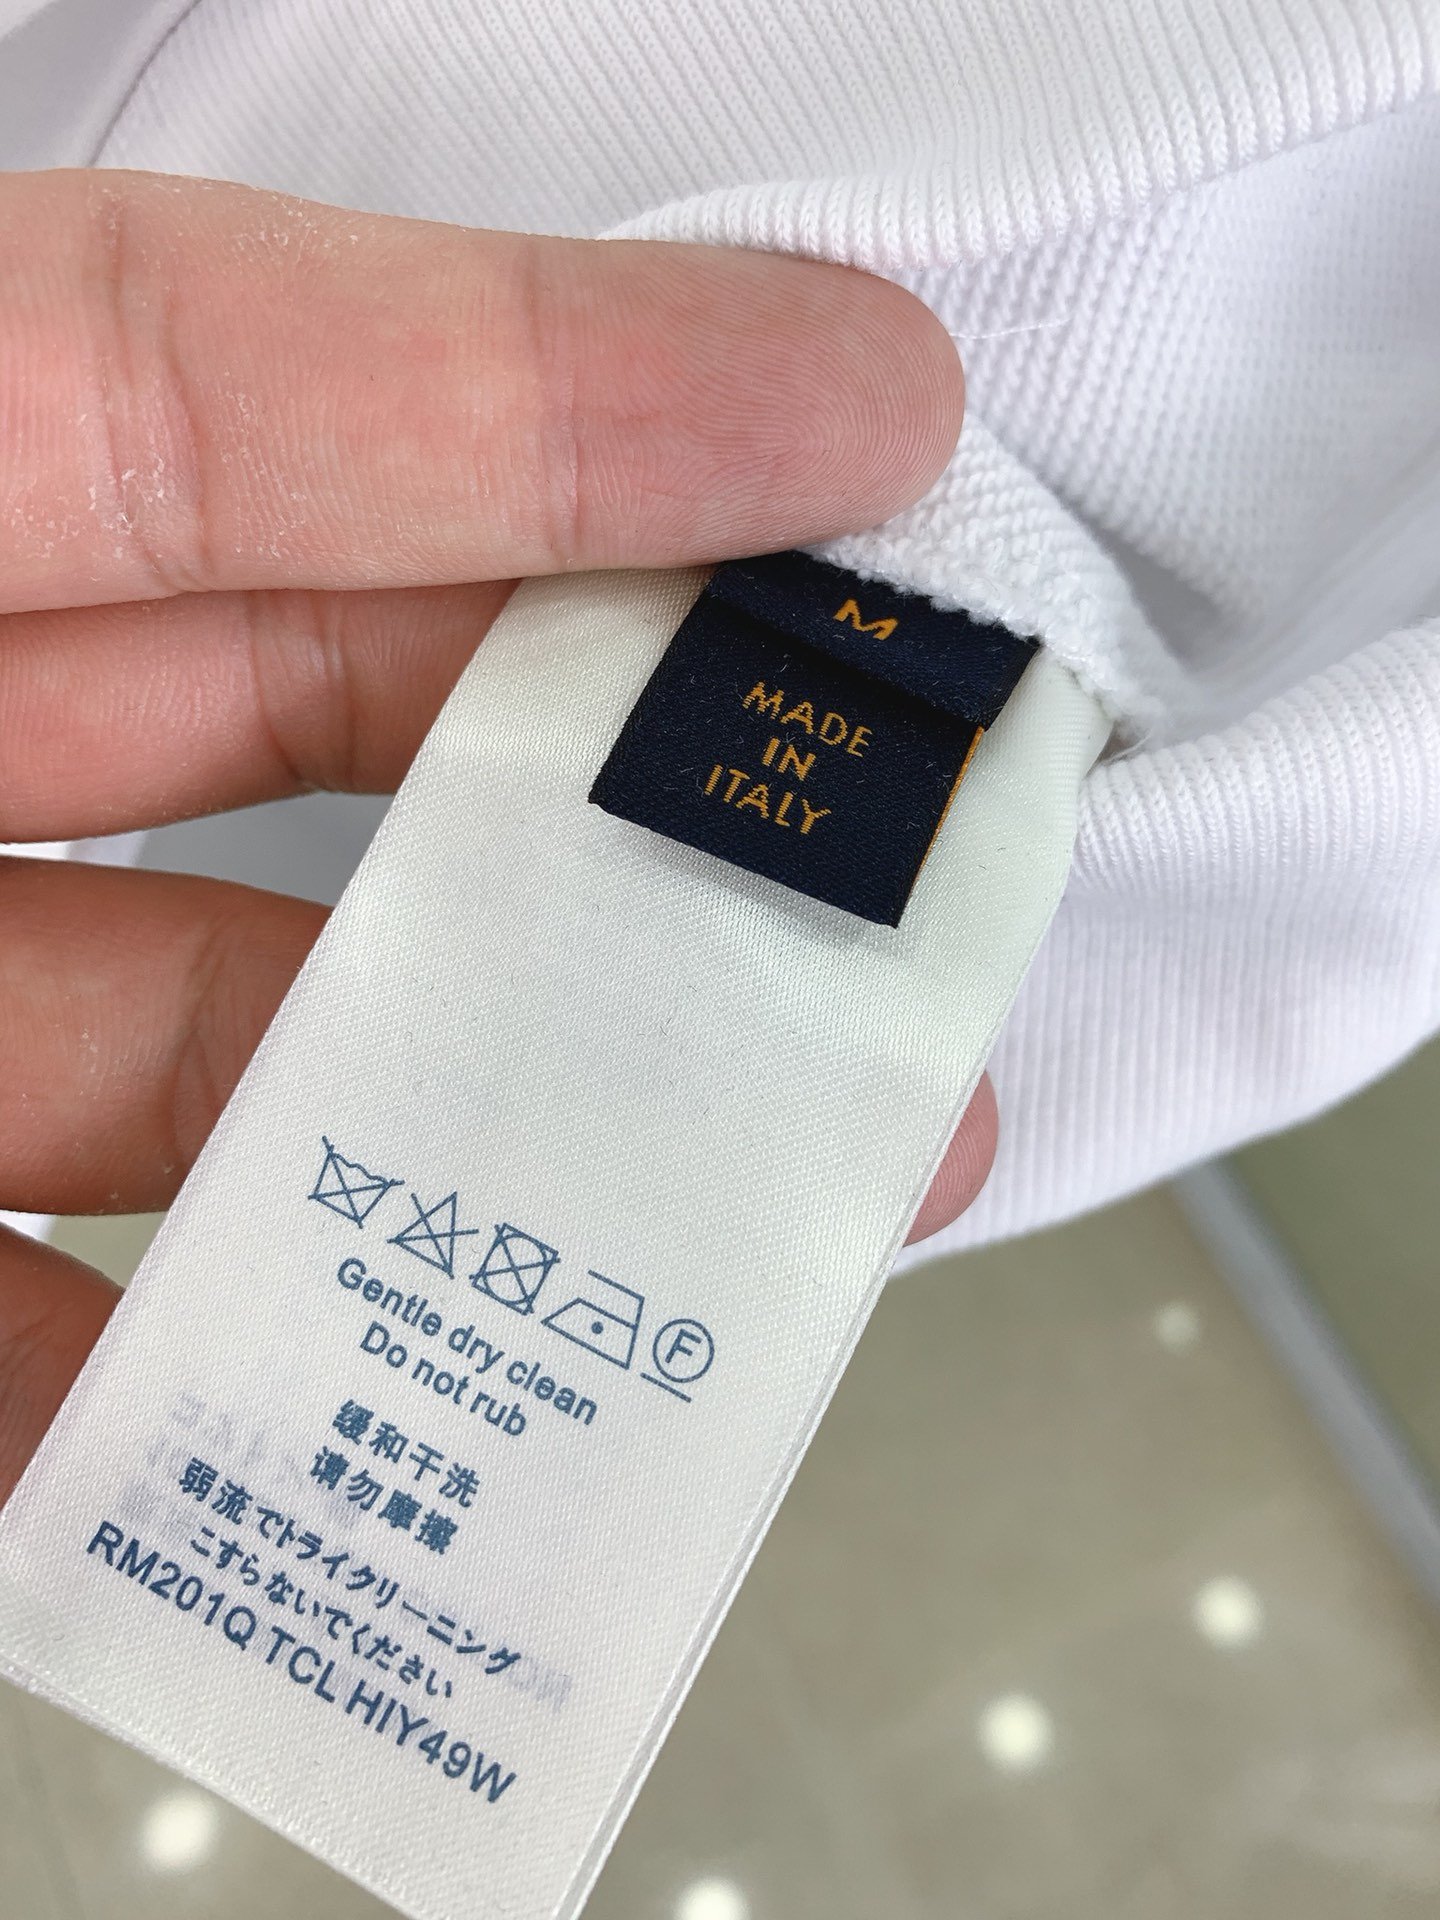 M
MADE
IN
ITALY
F
Gentle dry clean
Do not rub
缓和干洗
请勿摩擦
弱流でドライクリーニング
こすらないでください
RM201Q TCL HIY49W